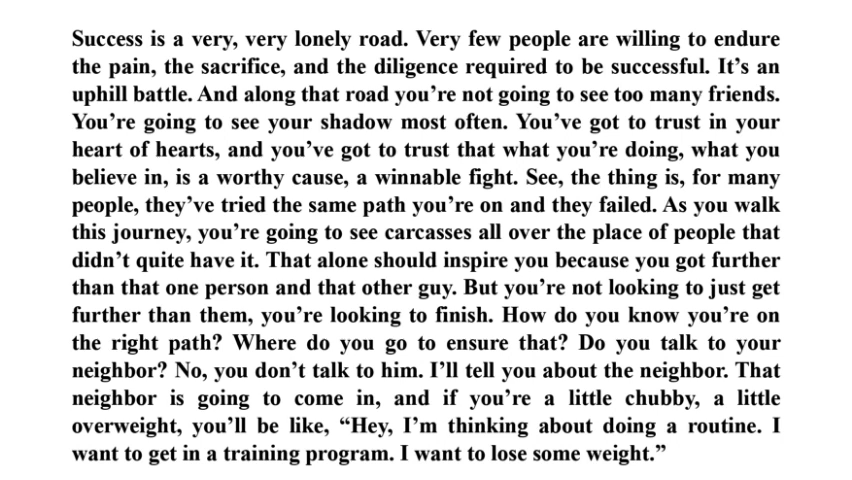 Success is a very, very lonely road. Very few people are willing to endure
the pain, the sacrifice, and the diligence required to be successful. It’s an
uphill battle. And along that road you’re not going to see too many friends.
You’re going to see your shadow most often. You’ve got to trust in your
heart of hearts, and you’ve got to trust that what you’re doing, what you
believe in, is a worthy cause, a winnable fight. See, the thing is, for many
people, they’ve tried the same path you’re on and they failed. As you walk
this journey, you’re going to see carcasses all over the place of people that
didn’t quite have it. That alone should inspire you because you got further
than that one person and that other guy. But you’re not looking to just get
further than them, you’re looking to finish. How do you know you’re on
the right path? Where do you go to ensure that? Do you talk to your
neighbor? No, you don’t talk to him. I’ll tell you about the neighbor. That
neighbor is going to come in, and if you’re a little chubby, a little
overweight, you’ll be like, “Hey, I’m thinking about doing a routine. I
want to get in a training program. I want to lose some weight.”